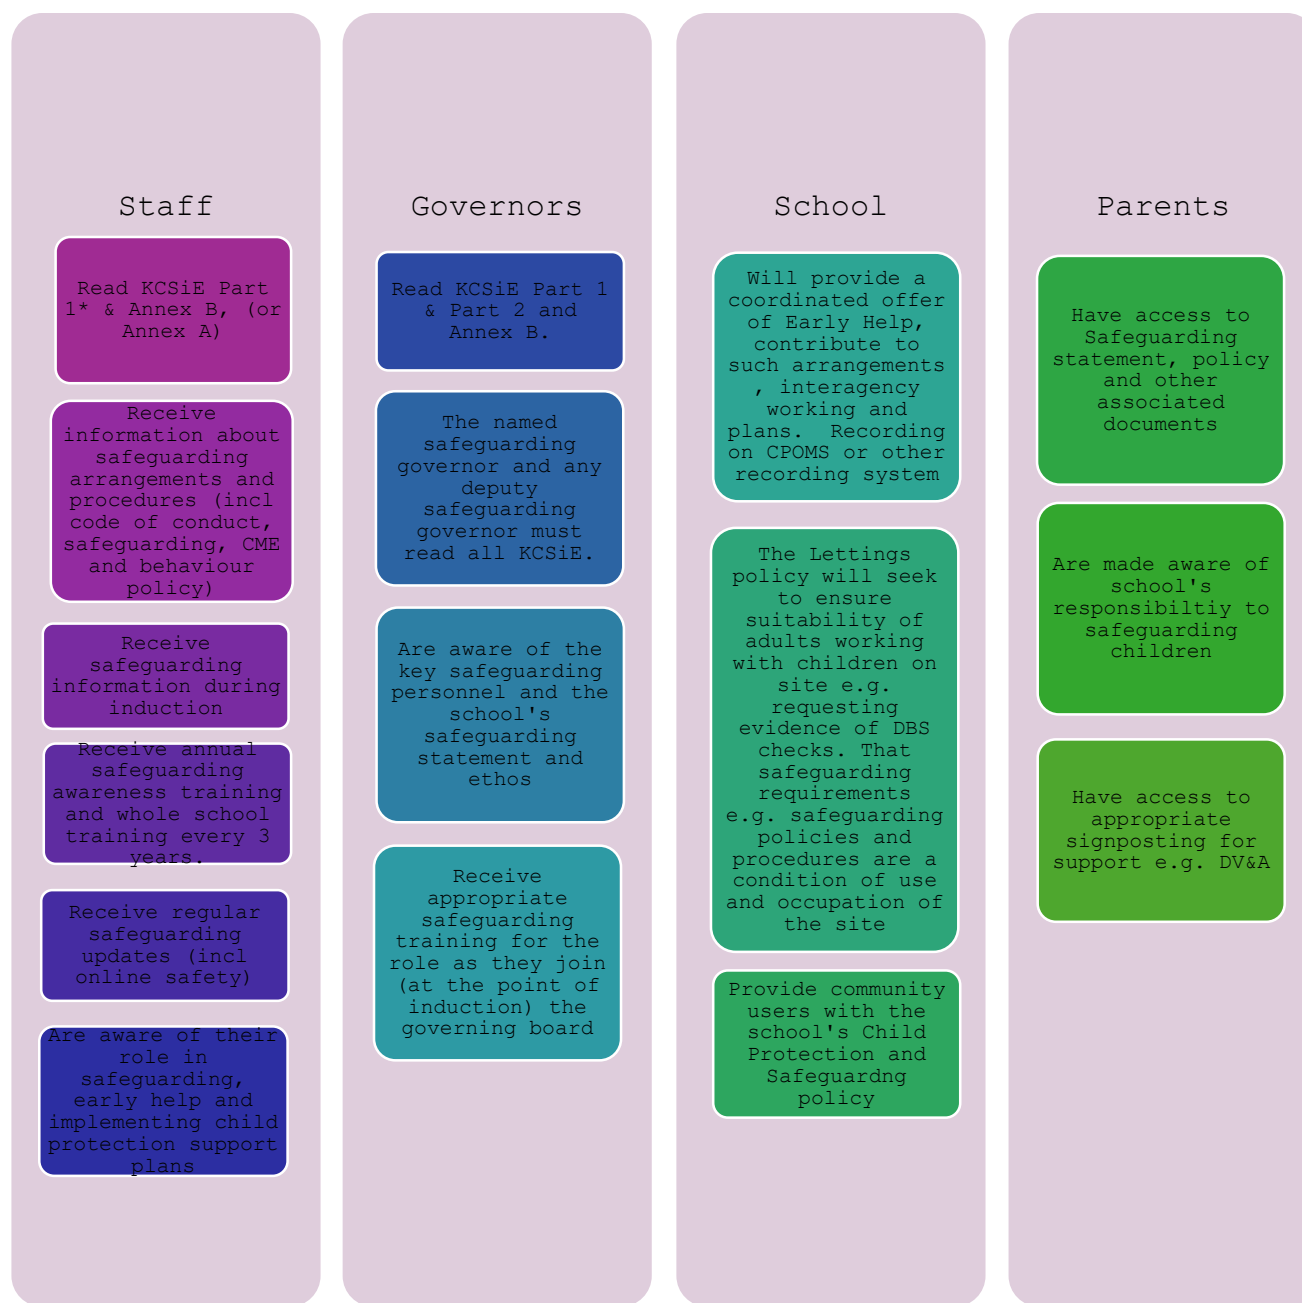 Staff
Read KCSiE Part
1* & Annex B, (or
Annex A)
Receive
information about
safeguarding
arrangements and
procedures (incl
code of conduct,
safeguarding, CME
and behaviour
policy)
Receive
safeguarding
information during
induction
Receive annual
safeguarding
awareness training
and whole school
training every 3
years.
Receive regular
safeguarding
updates (incl
online safety)
Are aware of their
role in
safeguarding,
early help and
implementing child
protection support
plans
Governors
Read KCSiE Part 1
& Part 2 and
Annex B.
The named
safeguarding
governor and any
deputy
safeguarding
governor must
read all KCSiE.
Are aware of the
key safeguarding
personnel and the
school's
safeguarding
statement and
ethos
Receive
appropriate
safeguarding
training for the
role as they join
(at the point of
induction) the
governing board
School
Will provide a
coordinated offer
of Early Help,
contribute to
such arrangements
, interagency
working and
plans. Recording
on CPOMS or other
recording system
The Lettings
policy will seek
to ensure
suitability of
adults working
with children on
site e.g.
requesting
evidence of DBS
checks. That
safeguarding
requirements
e.g. safeguarding
policies and
procedures are a
condition of use
and occupation of
the site
Provide community
users with the
school's Child
Protection and
Safeguardng
policy
Parents
Have access to
Safeguarding
statement, policy
and other
associated
documents
Are made aware of
school's
responsibiltiy to
safeguarding
children
Have access to
appropriate
signposting for
support e.g. DV&A